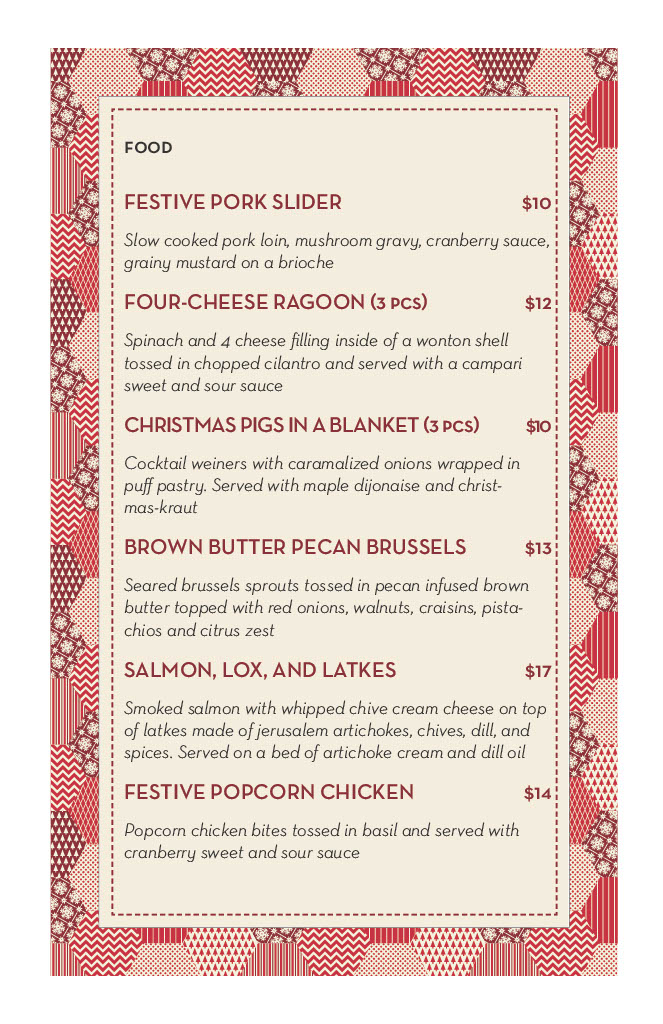 FOOD
FESTIVE PORK SLIDER $10
Slow cooked pork loin, mushroom gravy, cranberry sauce,
grainy mustard on a brioche
FOUR-CHEESE RAGOON (3 PCS) $12
Spinach and 4 cheese filling inside of a wonton shell
tossed in chopped cilantro and served with a campari
sweet and sour sauce
CHRISTMAS PIGS IN A BLANKET (3 PCS) $10
Cocktail weiners with caramalized onions wrapped in
puff pastry. Served with maple dijonaise and christ-
mas-kraut
BROWN BUTTER PECAN BRUSSELS $13
Seared brussels sprouts tossed in pecan infused brown
butter topped with red onions, walnuts, craisins, pista-
chios and citrus zest
SALMON, LOX, AND LATKES $17
Smoked salmon with whipped chive cream cheese on top
of latkes made of jerusalem artichokes, chives, dill, and
spices. Served on a bed of artichoke cream and dill oil
FESTIVE POPCORN CHICKEN $14
Popcorn chicken bites tossed in basil and served with
cranberry sweet and sour sauce